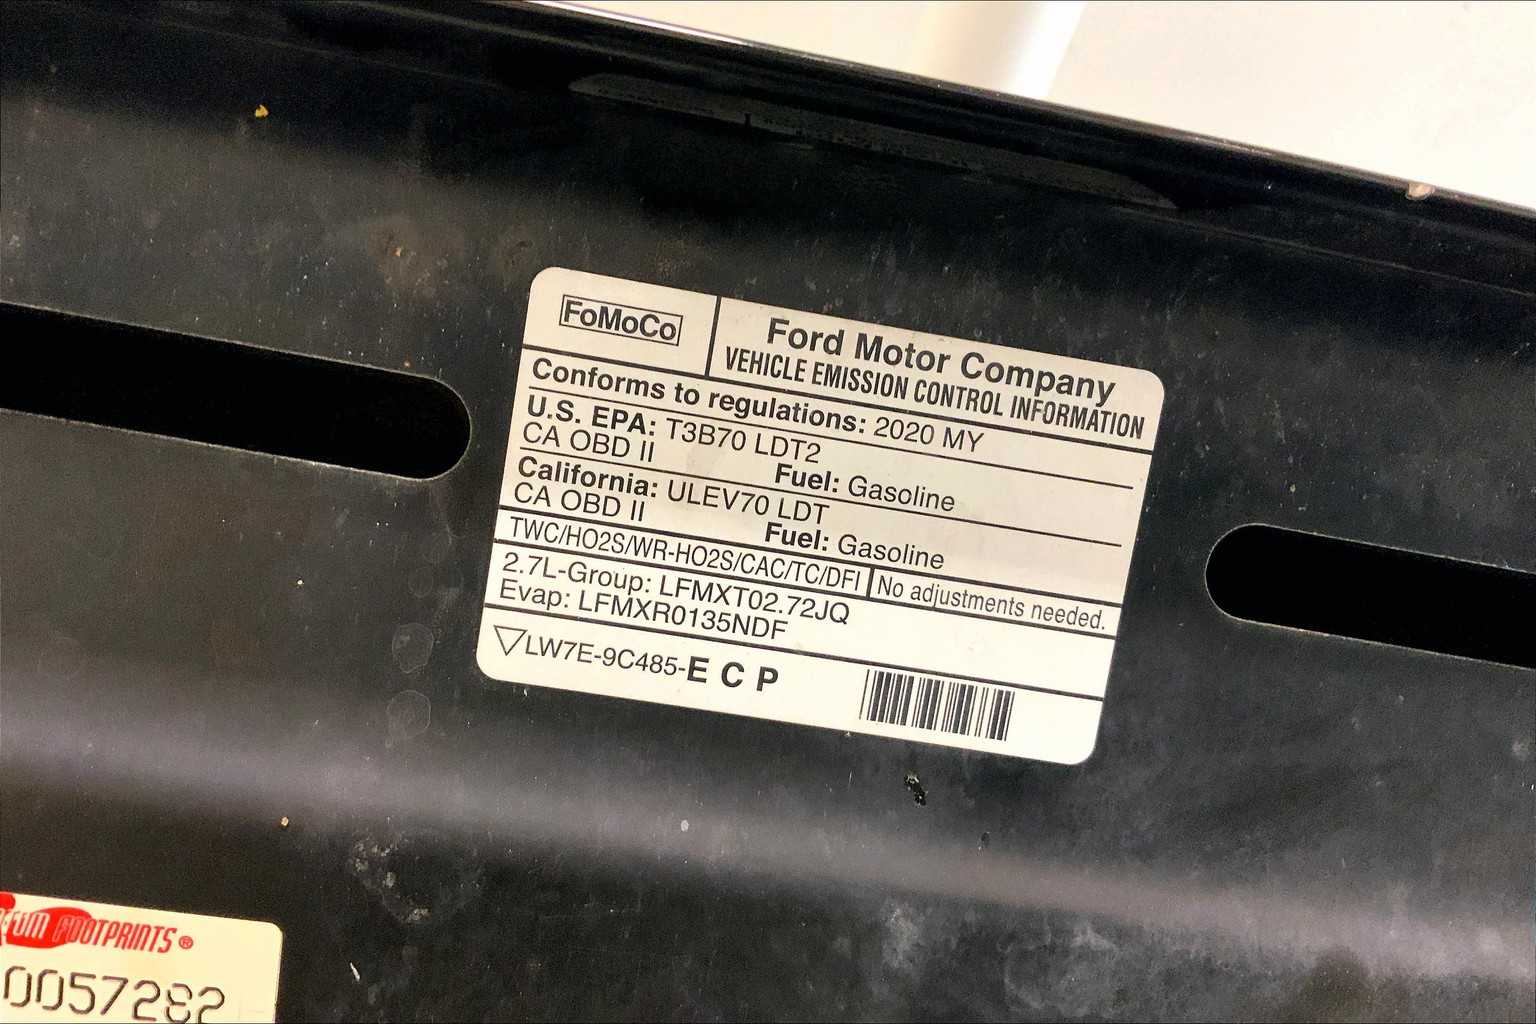 FoMoCo
Ford Motor Company
VEHICLE EMISSION CONTROL INFORMATION
Conforms to regulations: 2020 MY
U.S. EPA: T3B70 LDT2
CA OBD II Fuel: Gasoline
California: ULEV70 LDT
CA OBD II Fuel: Gasoline
TWC/HO2S/WR-HO2S/CAC/TC/DFI No adjustments needed.
2.7L-Group: LFMXT02.72JQ
Evap: LFMXR0135NDF
LW7E-9C485-E C P
FOOTPRINTS®
0057282